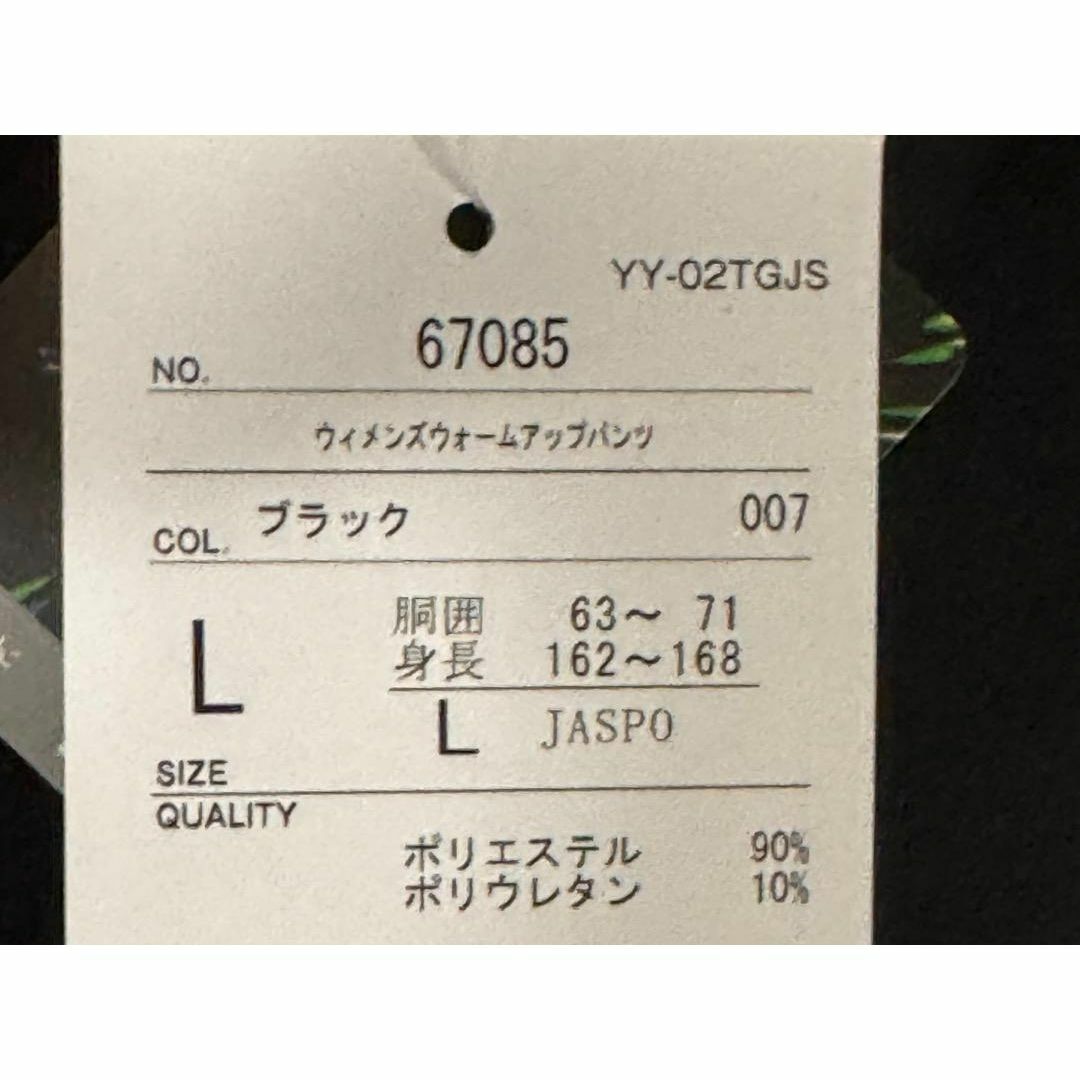 YY-02TGJS
NO. 67085
ウィメンズウォームアップパンツ
COL. ブラック 007
胴囲 63～ 71
身長 162～168
L
L JASPO
SIZE
QUALITY
ポリエステル 90%
ポリウレタン 10%